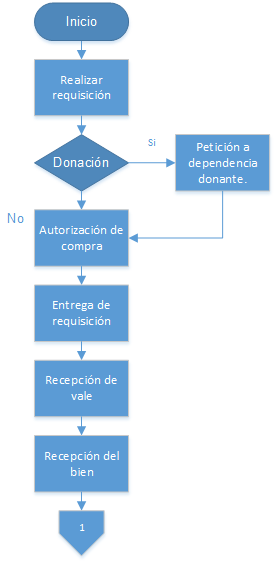 Inicio
Realizar
requisición
Donación
Si
Petición a
dependencia
donante.
No
Autorización de
compra
Entrega de
requisición
Recepción de
vale
Recepción del
bien
1